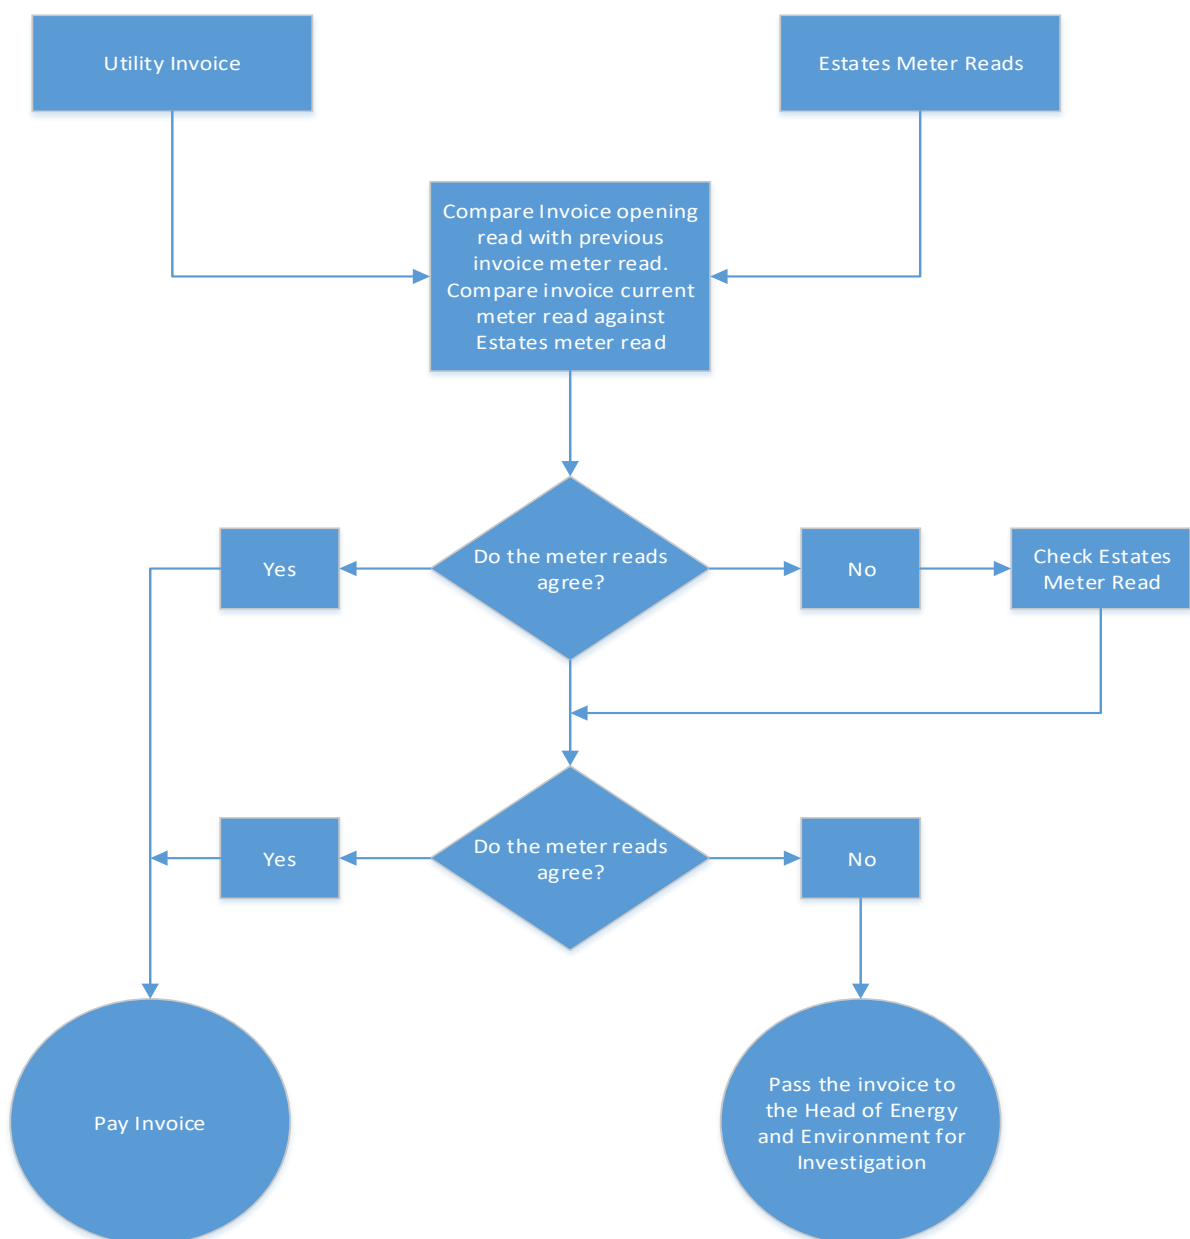 Utility Invoice
Estates Meter Reads
Compare Invoice opening
read with previous
invoice meter read.
Compare invoice current
meter read against
Estates meter read
Yes
Do the meter reads
agree?
No
Check Estates
Meter Read
Yes
Do the meter reads
agree?
No
Pay Invoice
Pass the invoice to
the Head of Energy
and Environment for
Investigation